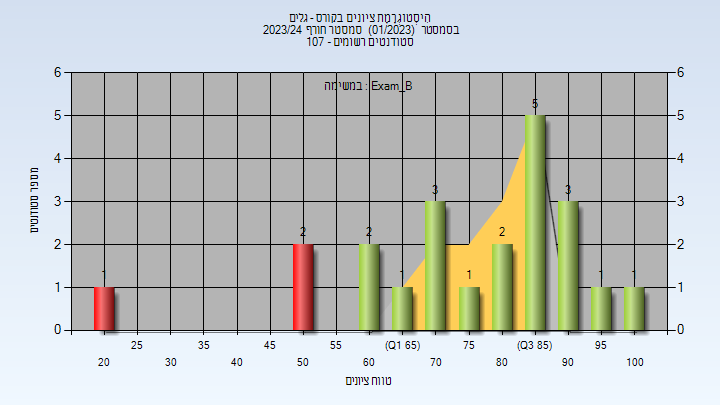 היסטוגרמת ציונים בקורס - גלים
בסמסטר (01/2023) סמסטר חורף 2023/24
סטודנטים רשומים - 107
במשימה : Exam_B
מספר סטודנטים
6 6
5 5
4 4
3 3
2 2
1 1
0 0
1 2 2 1 3 1 2 5 3 1 1
25 35 45 55 (Q1 65) 75 (Q3 85) 95
20 30 40 50 60 70 80 90 100
טווח ציונים